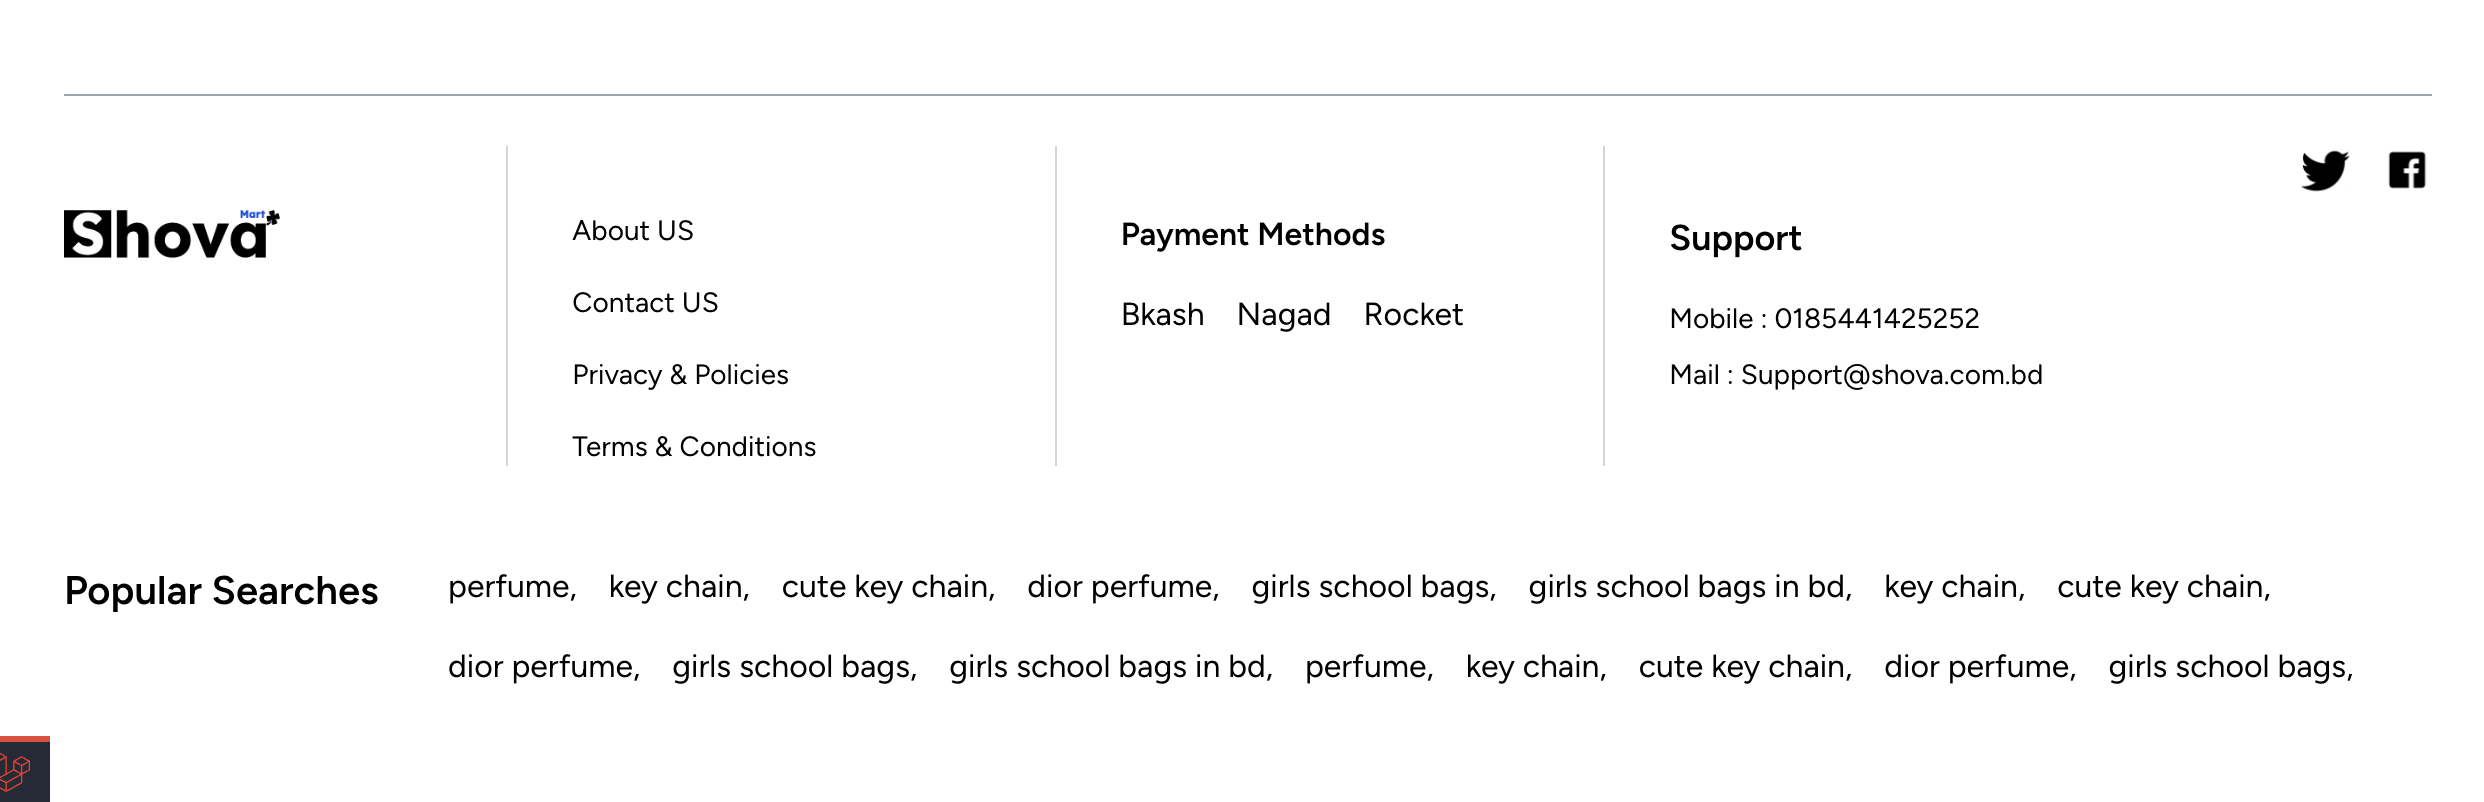 Shova Mart
About US
Contact US
Privacy & Policies
Terms & Conditions
Payment Methods
Bkash Nagad Rocket
Support
Mobile : 0185441425252
Mail : Support@shova.com.bd
Popular Searches
perfume, key chain, cute key chain, dior perfume, girls school bags, girls school bags in bd, key chain, cute key chain,
dior perfume, girls school bags, girls school bags in bd, perfume, key chain, cute key chain, dior perfume, girls school bags,